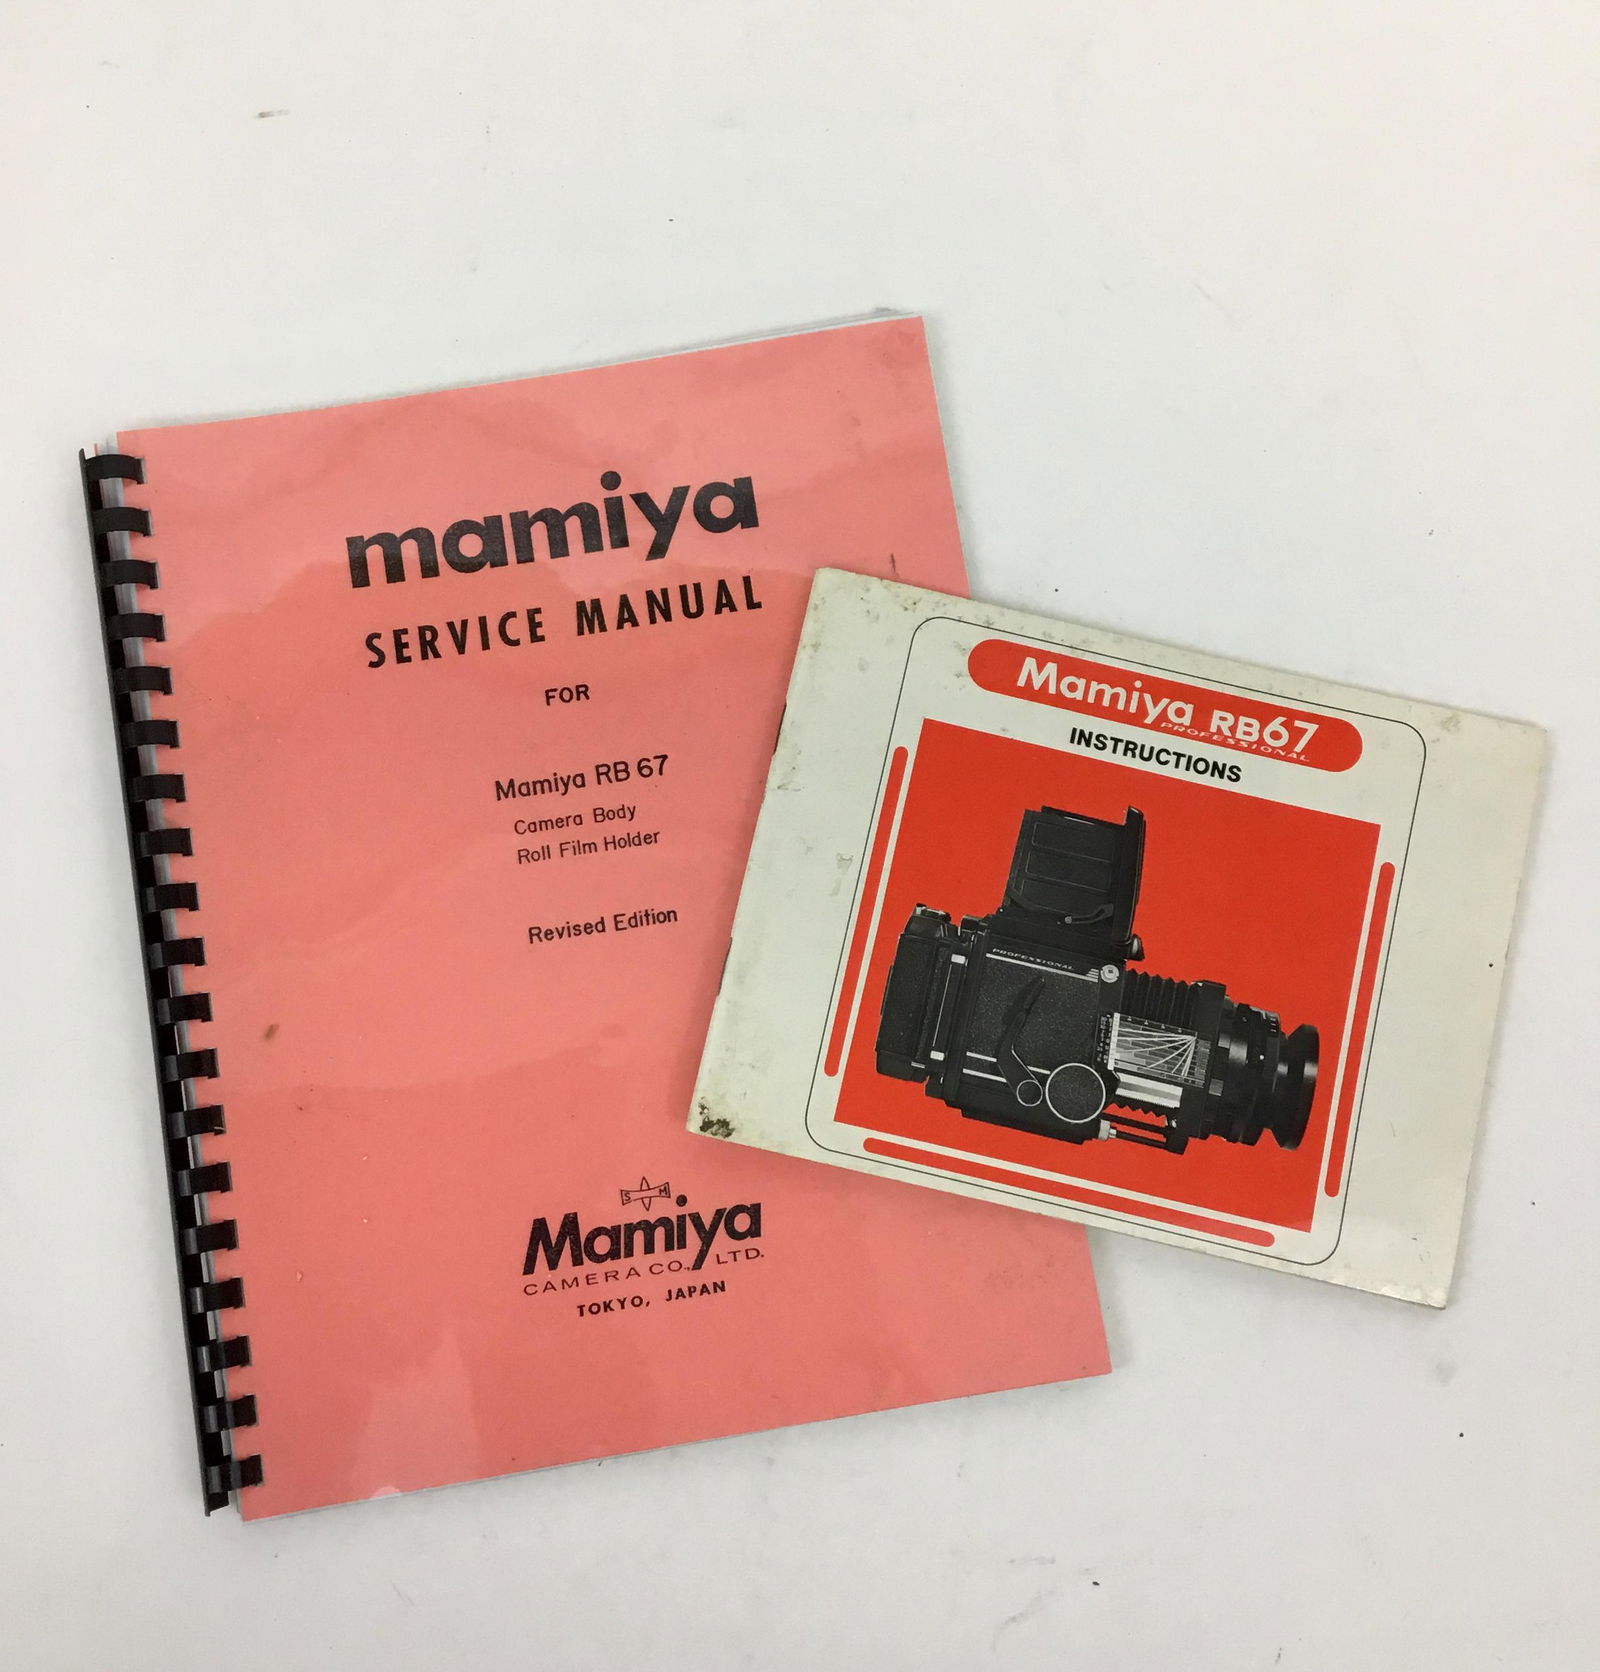 mamiya
SERVICE MANUAL
FOR
Mamiya RB 67
Camera Body
Roll Film Holder
Revised Edition
S M
Mamiya
CAMERA CO., LTD.
TOKYO, JAPAN
Mamiya RB67
PROFESSIONAL
INSTRUCTIONS
PROFESSIONAL